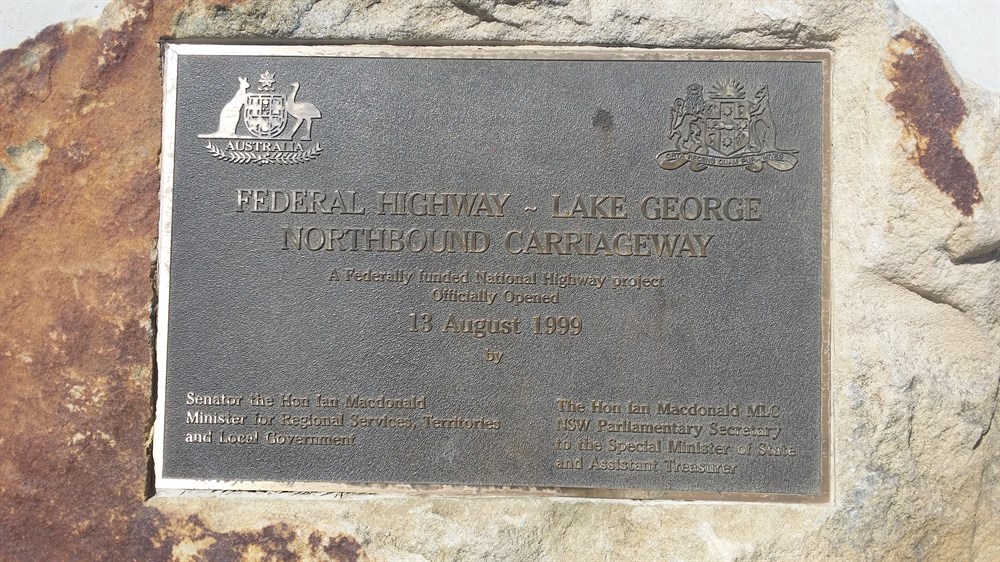 AUSTRALIA
FEDERAL HIGHWAY ~ LAKE GEORGE
NORTHBOUND CARRIAGEWAY
A Federally funded National Highway project
Officially Opened
13 August 1999
by
Senator the Hon Ian Macdonald
Minister for Regional Services, Territories
and Local Government
The Hon Ian Macdonald MLC
NSW Parliamentary Secretary
to the Special Minister of State
and Assistant Treasurer